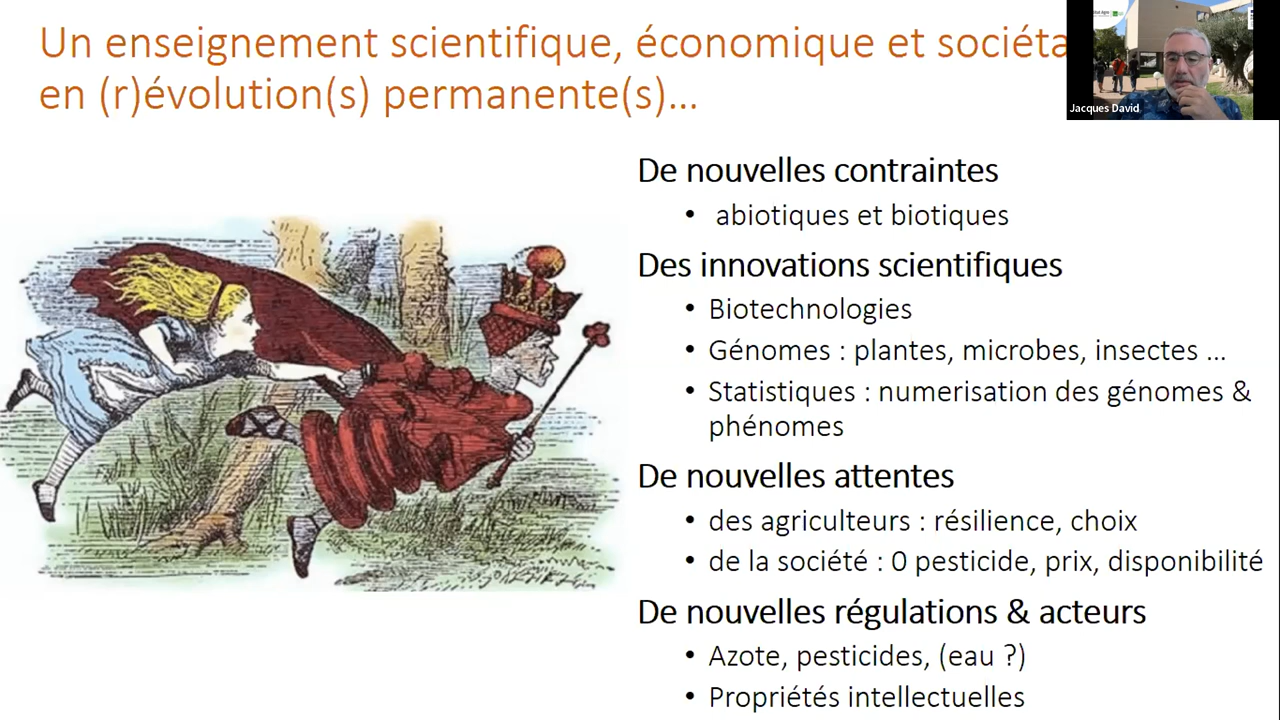 Un enseignement scientifique, économique et sociéta
en (r)évolution(s) permanente(s)...
Jacques David
De nouvelles contraintes
• abiotiques et biotiques
Des innovations scientifiques
• Biotechnologies
• Génomes : plantes, microbes, insectes ...
• Statistiques : numerisation des génomes &
phénomes
De nouvelles attentes
• des agriculteurs : résilience, choix
• de la société : 0 pesticide, prix, disponibilité
De nouvelles régulations & acteurs
• Azote, pesticides, (eau ?)
• Propriétés intellectuelles